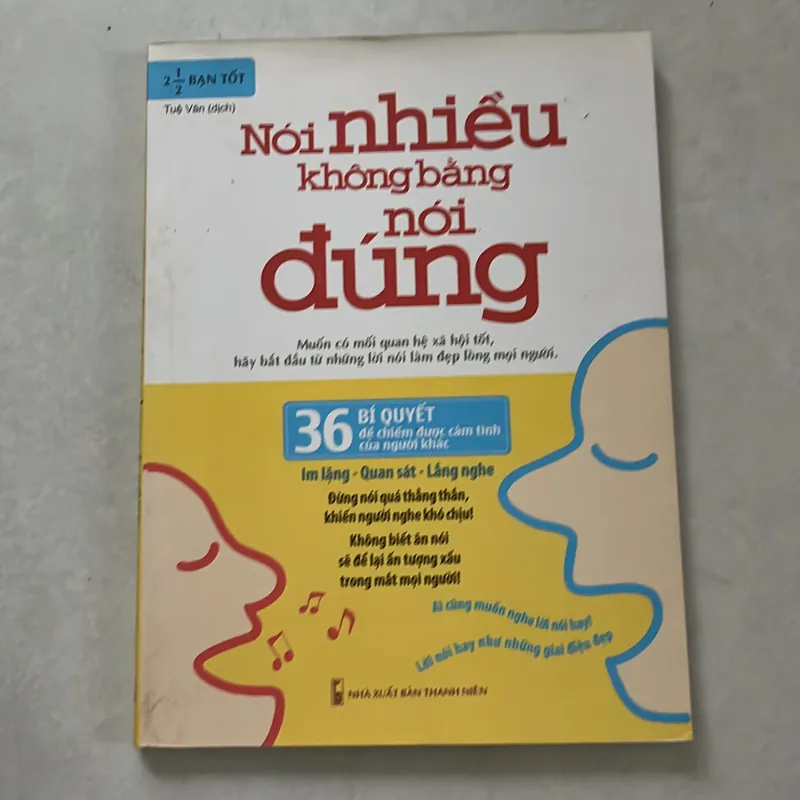 2 1/2 BẠN TỐT
Tuệ Văn (dịch)
Nói nhiều
không bằng
nói
đúng
Muốn có mối quan hệ xã hội tốt,
hãy bắt đầu từ những lời nói làm đẹp lòng mọi người.
36 BÍ QUYẾT
để chiếm được cảm tình
của người khác
Im lặng - Quan sát - Lắng nghe
Đừng nói quá thẳng thắn,
khiến người nghe khó chịu!
Không biết ăn nói
sẽ để lại ấn tượng xấu
trong mắt mọi người!
Ai cũng muốn nghe lời nói hay!
Lời nói hay như những giai điệu đẹp
NHÀ XUẤT BẢN THANH NIÊN